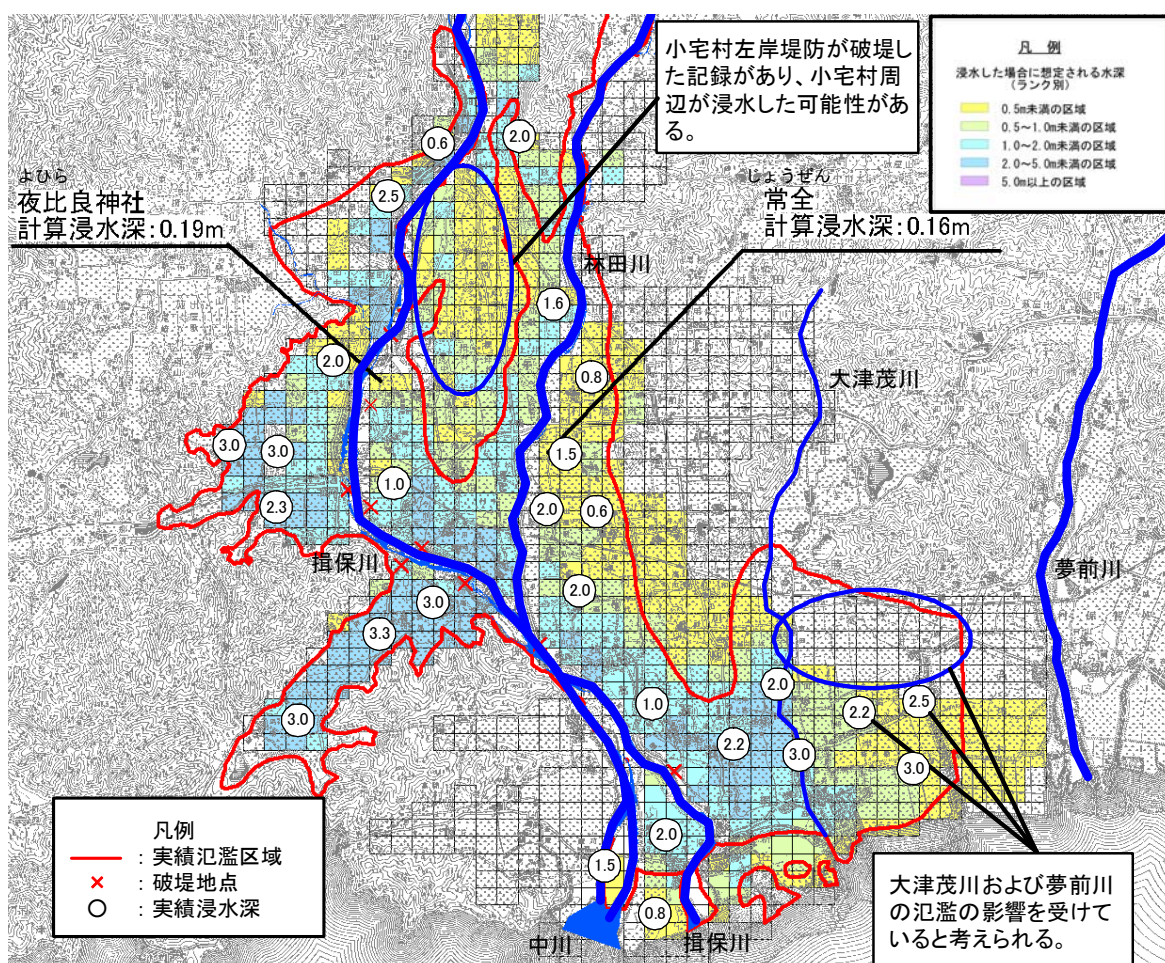 小宅村左岸堤防が破堤し
た記録があり、小宅村周
辺が浸水した可能性があ
る。
凡 例
浸水した場合に想定される水深
(ランク別)
0.5m未満の区域
0.5～1.0m未満の区域
1.0～2.0m未満の区域
2.0～5.0m未満の区域
5.0m以上の区域
よひら
夜比良神社
計算浸水深:0.19m
じょうぜん
常全
計算浸水深:0.16m
0.6
2.0
2.5
林田川
1.6
2.0
0.8
大津茂川
3.0
3.0
1.5
1.0
2.3
2.0
0.6
揖保川
夢前川
2.0
3.0
3.3
2.0
1.0
2.5
2.2
3.0
2.2
3.0
3.0
2.0
1.5
0.8
中川
揖保川
凡例
:実績氾濫区域
:破堤地点
:実績浸水深
大津茂川および夢前川
の氾濫の影響を受けて
いると考えられる。